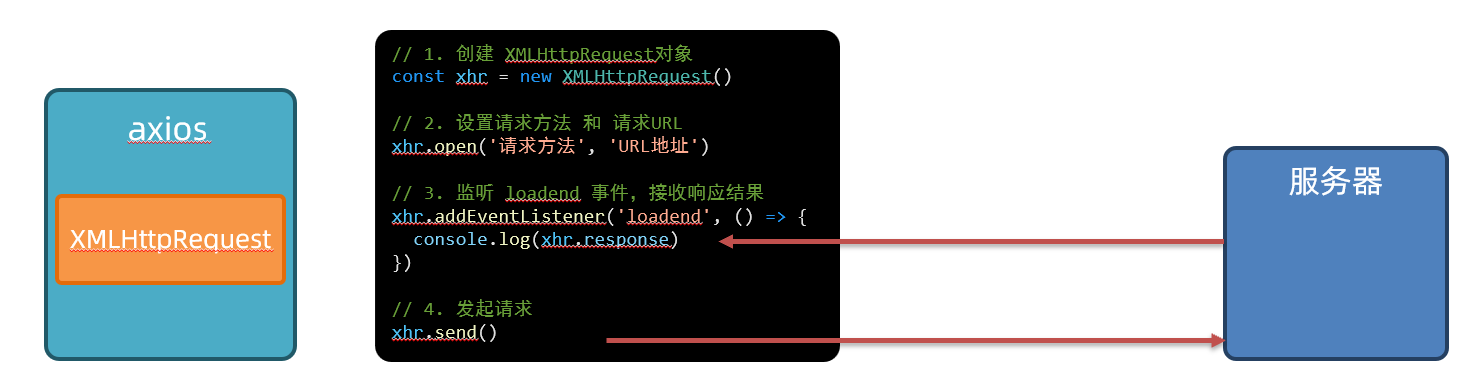 axios
XMLHttpRequest
// 1. 创建 XMLHttpRequest对象
const xhr = new XMLHttpRequest()
// 2. 设置请求方法 和 请求URL
xhr.open('请求方法', 'URL地址')
// 3. 监听 loadend 事件，接收响应结果
xhr.addEventListener('loadend', () => {
  console.log(xhr.response)
})
// 4. 发起请求
xhr.send()
服务器